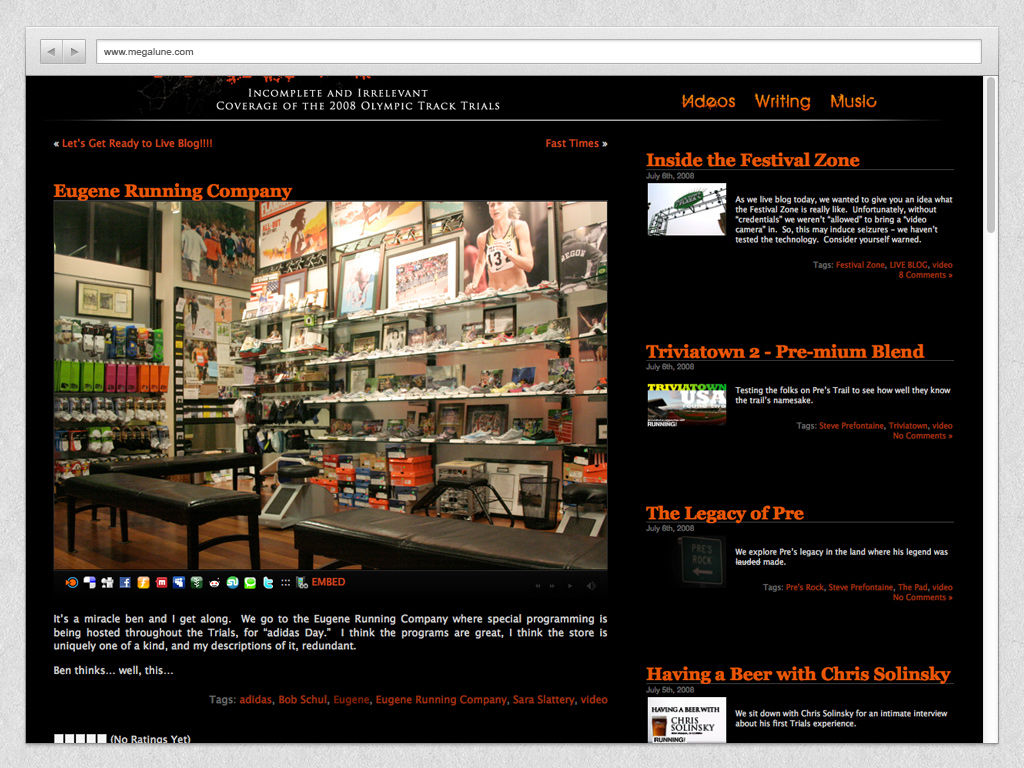 www.megalune.com
Incomplete and Irrelevant
Coverage of the 2008 Olympic Track Trials
Videos Writing Music
« Let's Get Ready to Live Blog!!!!
Fast Times »
Eugene Running Company
133
EMBED
It's a miracle ben and I get along. We go to the Eugene Running Company where special programming is
being hosted throughout the Trials, for “adidas Day.” I think the programs are great, I think the store is
uniquely one of a kind, and my descriptions of it, redundant.
Ben thinks… well, this…
Tags: adidas, Bob Schul, Eugene, Eugene Running Company, Sara Slattery, video
(No Ratings Yet)
Inside the Festival Zone
July 6th, 2008
As we live blog today, we wanted to give you an idea what
the Festival Zone is really like. Unfortunately, without
“credentials” we weren't “allowed” to bring a “video
camera” in. So, this may induce seizures – we haven't
tested the technology. Consider yourself warned.
Tags: Festival Zone, LIVE BLOG, video
8 Comments »
Triviatown 2 - Pre-mium Blend
July 6th, 2008
TRIVIATOWN
USA
RUNNING!
Testing the folks on Pre's Trail to see how well they know
the trail's namesake.
Tags: Steve Prefontaine, Triviatown, video
No Comments »
The Legacy of Pre
July 6th, 2008
PRE'S
ROCK
We explore Pre's legacy in the land where his legend was
lauded made.
Tags: Pre's Rock, Steve Prefontaine, The Pad, video
No Comments »
Having a Beer with Chris Solinsky
July 5th, 2008
HAVING A BEER WITH
CHRIS
SOLINSKY
RUNNING!
We sit down with Chris Solinsky for an intimate interview
about his first Trials experience.